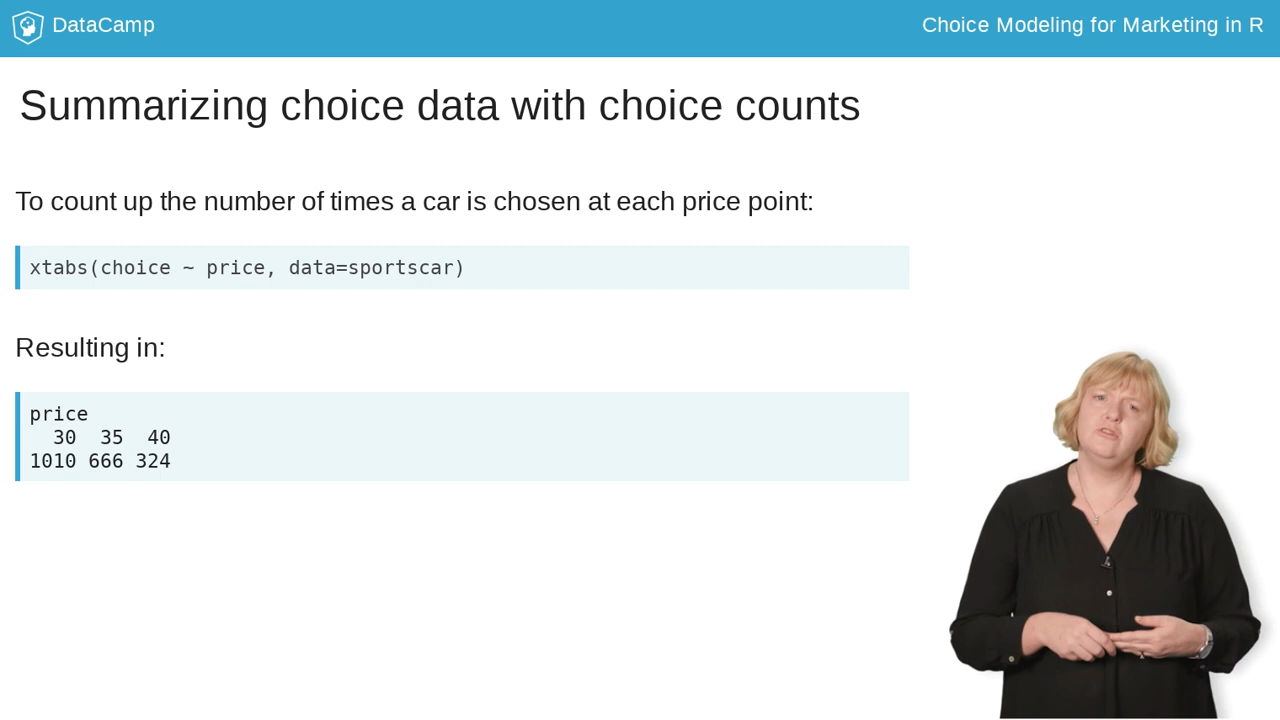 DataCamp
Choice Modeling for Marketing in R
Summarizing choice data with choice counts
To count up the number of times a car is chosen at each price point:
xtabs(choice ~ price, data=sportscar)
Resulting in:
price
  30  35  40
1010 666 324